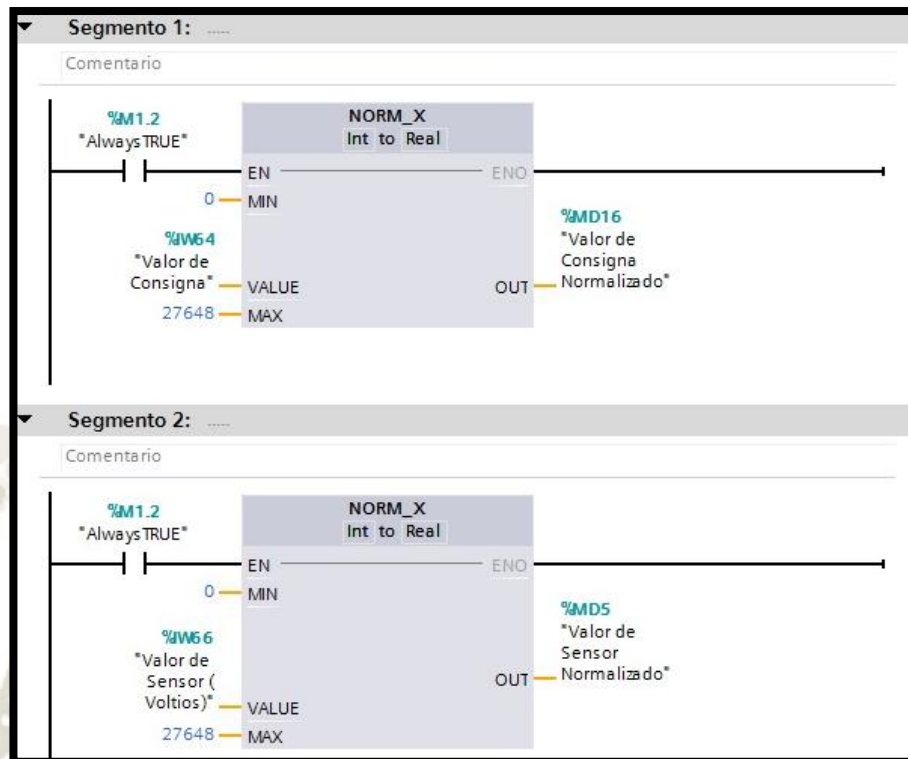 Segmento 1: .....
Comentario
%M1.2
"AlwaysTRUE"
NORM_X
Int to Real
EN
ENO
0
MIN
%IW64
"Valor de
Consigna"
VALUE
27648
MAX
%MD16
"Valor de
Consigna
Normalizado"
OUT
Segmento 2: .....
Comentario
%M1.2
"AlwaysTRUE"
NORM_X
Int to Real
EN
ENO
0
MIN
%IW66
"Valor de
Sensor (
Voltios)"
VALUE
27648
MAX
%MD5
"Valor de
Sensor
Normalizado"
OUT